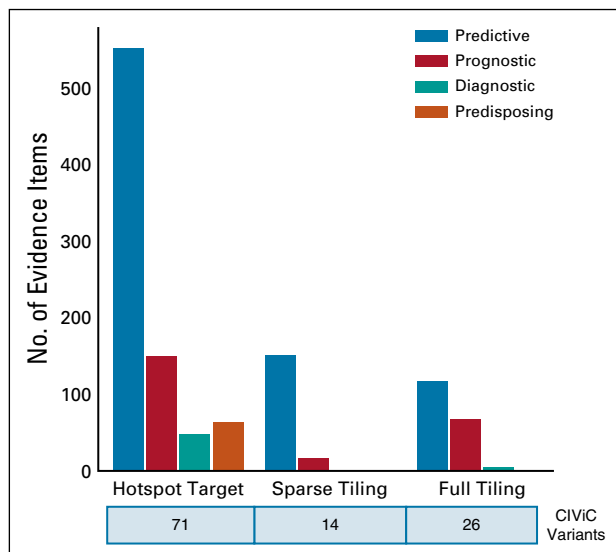 Predictive
Prognostic
Diagnostic
Predisposing
No. of Evidence Items
500
400
300
200
100
0
Hotspot Target Sparse Tiling Full Tiling
71 14 26 CIViC
Variants